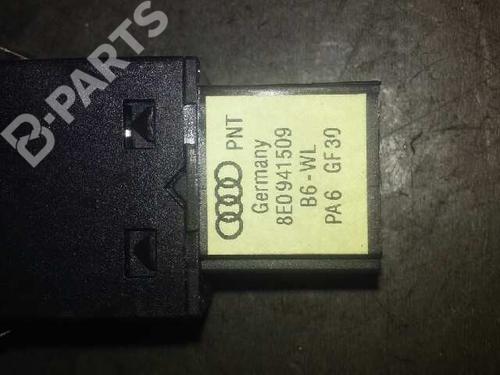 B-PARTS
PNT
Germany
8E0941509
B6-WL
PA6 GF30